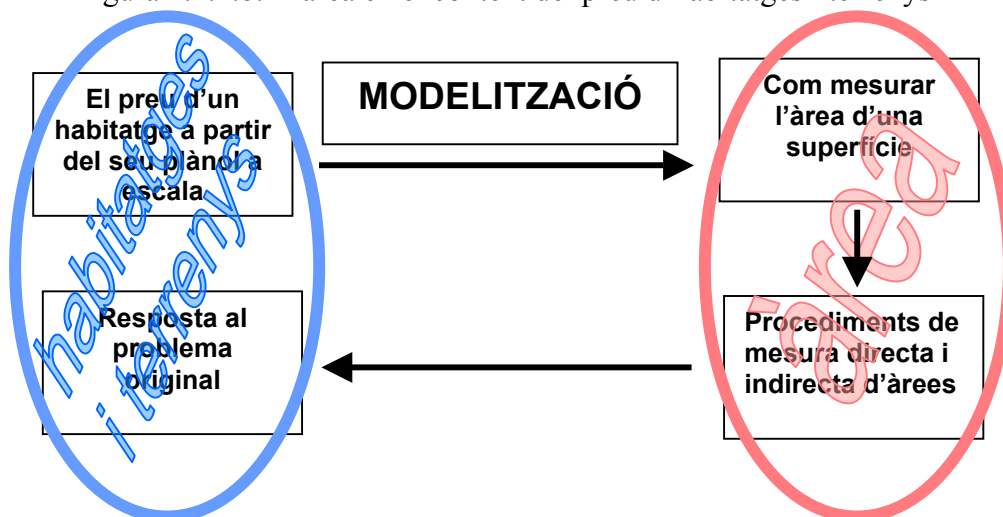 El preu d’un
habitatge a partir
del seu plànol a
escala
MODELITZACIÓ
Com mesurar
l’àrea d’una
superfície
habitatges
i terrenys
àrea
Resposta al
problema
original
Procediments de
mesura directa i
indirecta d’àrees